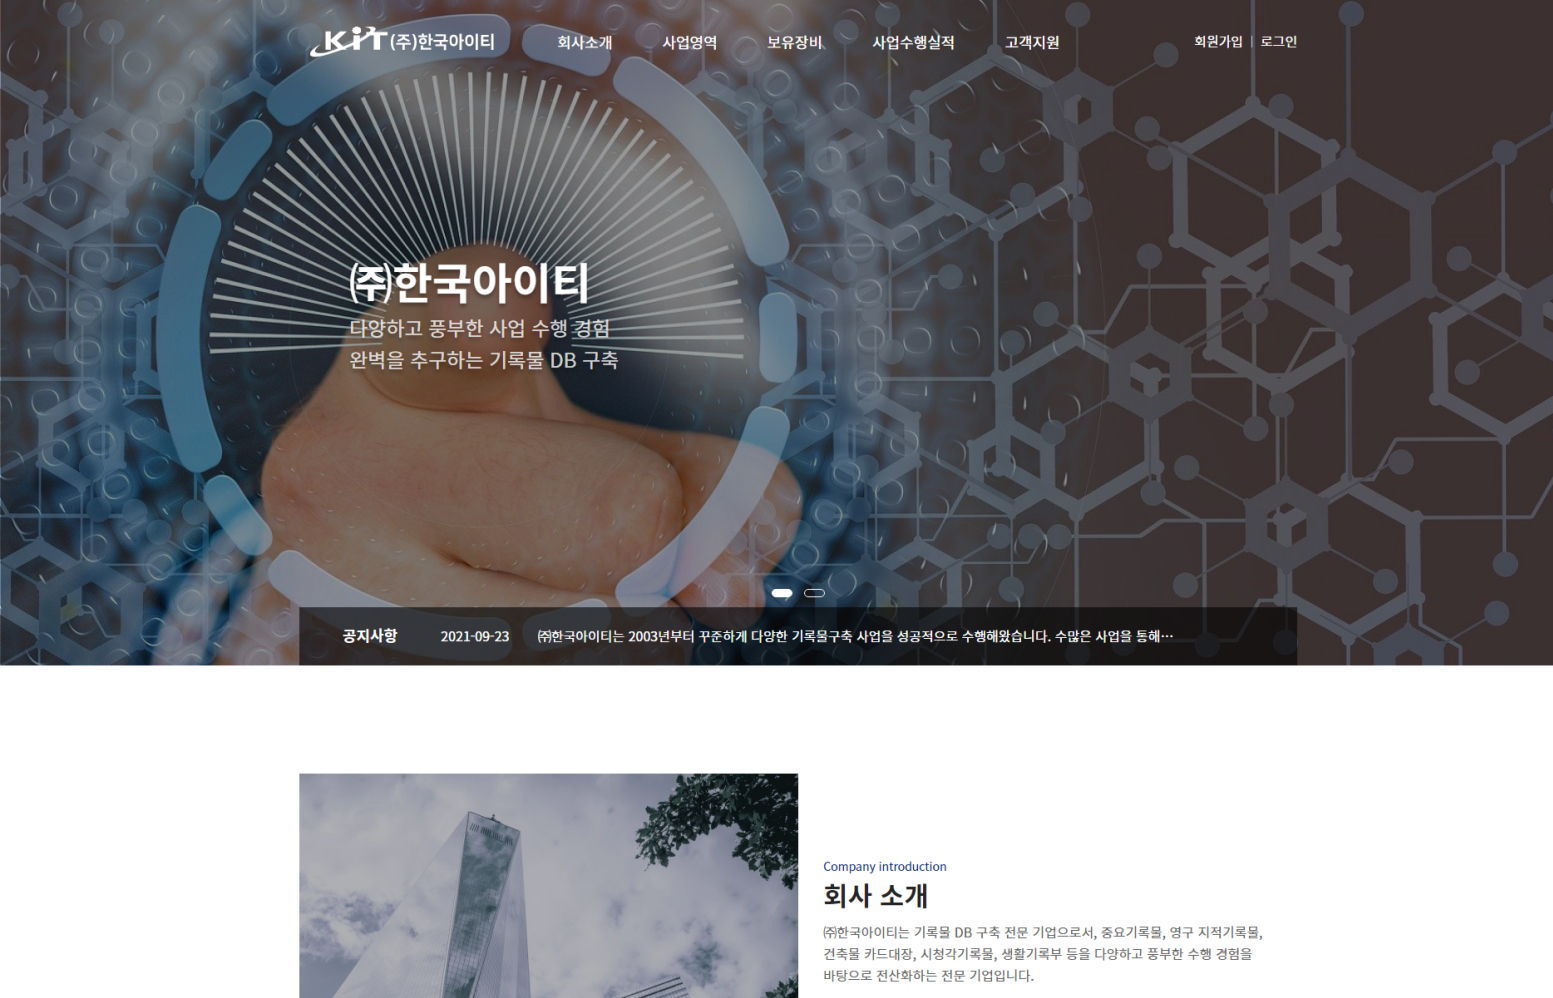 KiT (주)한국아이티
회사소개 사업영역 보유장비 사업수행실적 고객지원
회원가입 | 로그인
㈜한국아이티
다양하고 풍부한 사업 수행 경험
완벽을 추구하는 기록물 DB 구축
공지사항 2021-09-23 ㈜한국아이티는 2003년부터 꾸준하게 다양한 기록물구축 사업을 성공적으로 수행해왔습니다. 수많은 사업을 통해…
Company introduction
회사 소개
㈜한국아이티는 기록물 DB 구축 전문 기업으로서, 중요기록물, 영구 지적기록물,
건축물 카드대장, 시청각기록물, 생활기록부 등을 다양하고 풍부한 수행 경험을
바탕으로 전산화하는 전문 기업입니다.